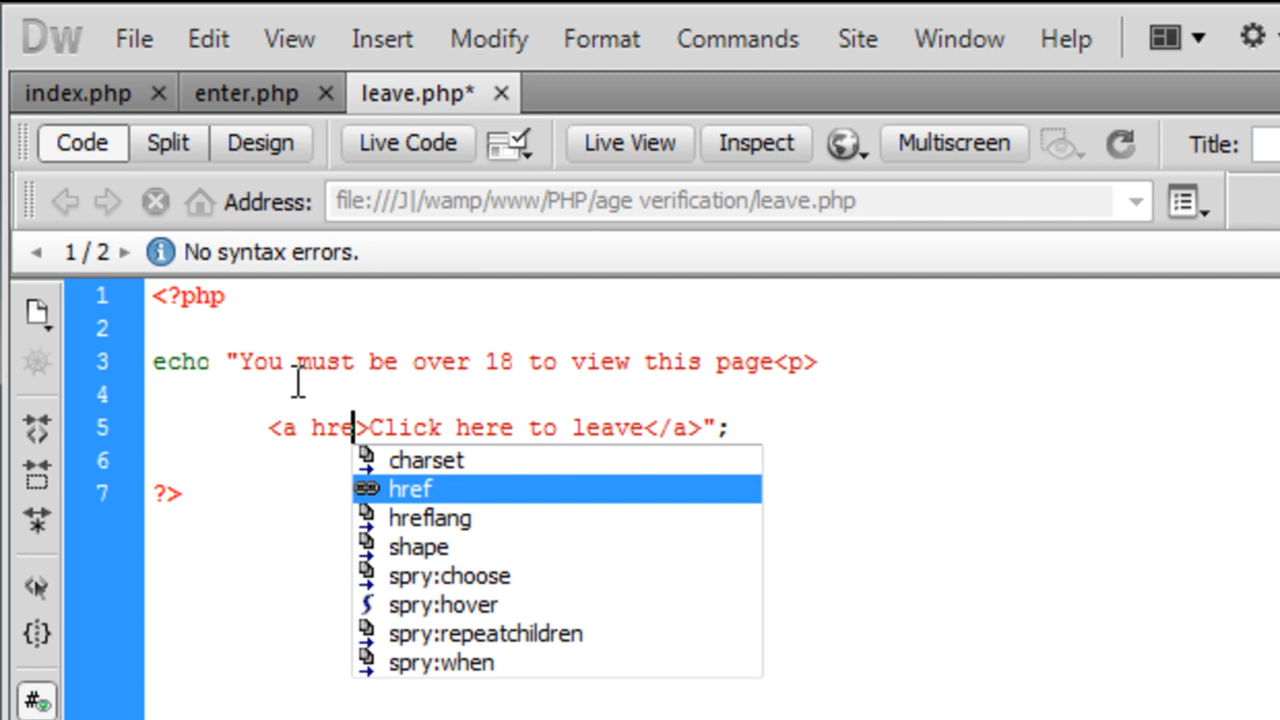 Dw File Edit View Insert Modify Format Commands Site Window Help
index.php × enter.php × leave.php* ×
Code Split Design Live Code Live View Inspect Multiscreen Title:
Address: file:///J|/wamp/www/PHP/age verification/leave.php
1 / 2 No syntax errors.
1 <?php
2
3 echo "You must be over 18 to view this page<p>
4
5 <a hre>Click here to leave</a>";
6
7 ?>
charset
href
hreflang
shape
spry:choose
spry:hover
spry:repeatchildren
spry:when